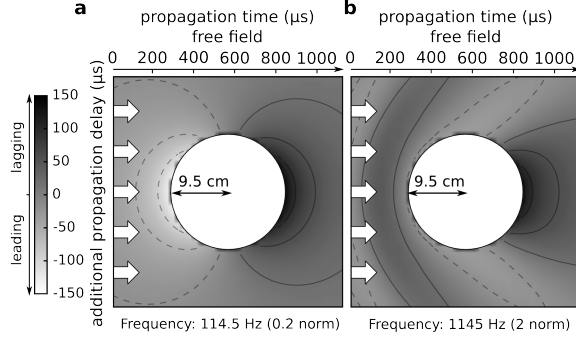 a
propagation time (μs)
free field
0 200 400 600 800 1000
b
propagation time (μs)
free field
0 200 400 600 800 1000
lagging
leading
150
100
50
0
-50
-100
-150
additional propagation delay (μs)
9.5 cm
9.5 cm
Frequency: 114.5 Hz (0.2 norm)
Frequency: 1145 Hz (2 norm)